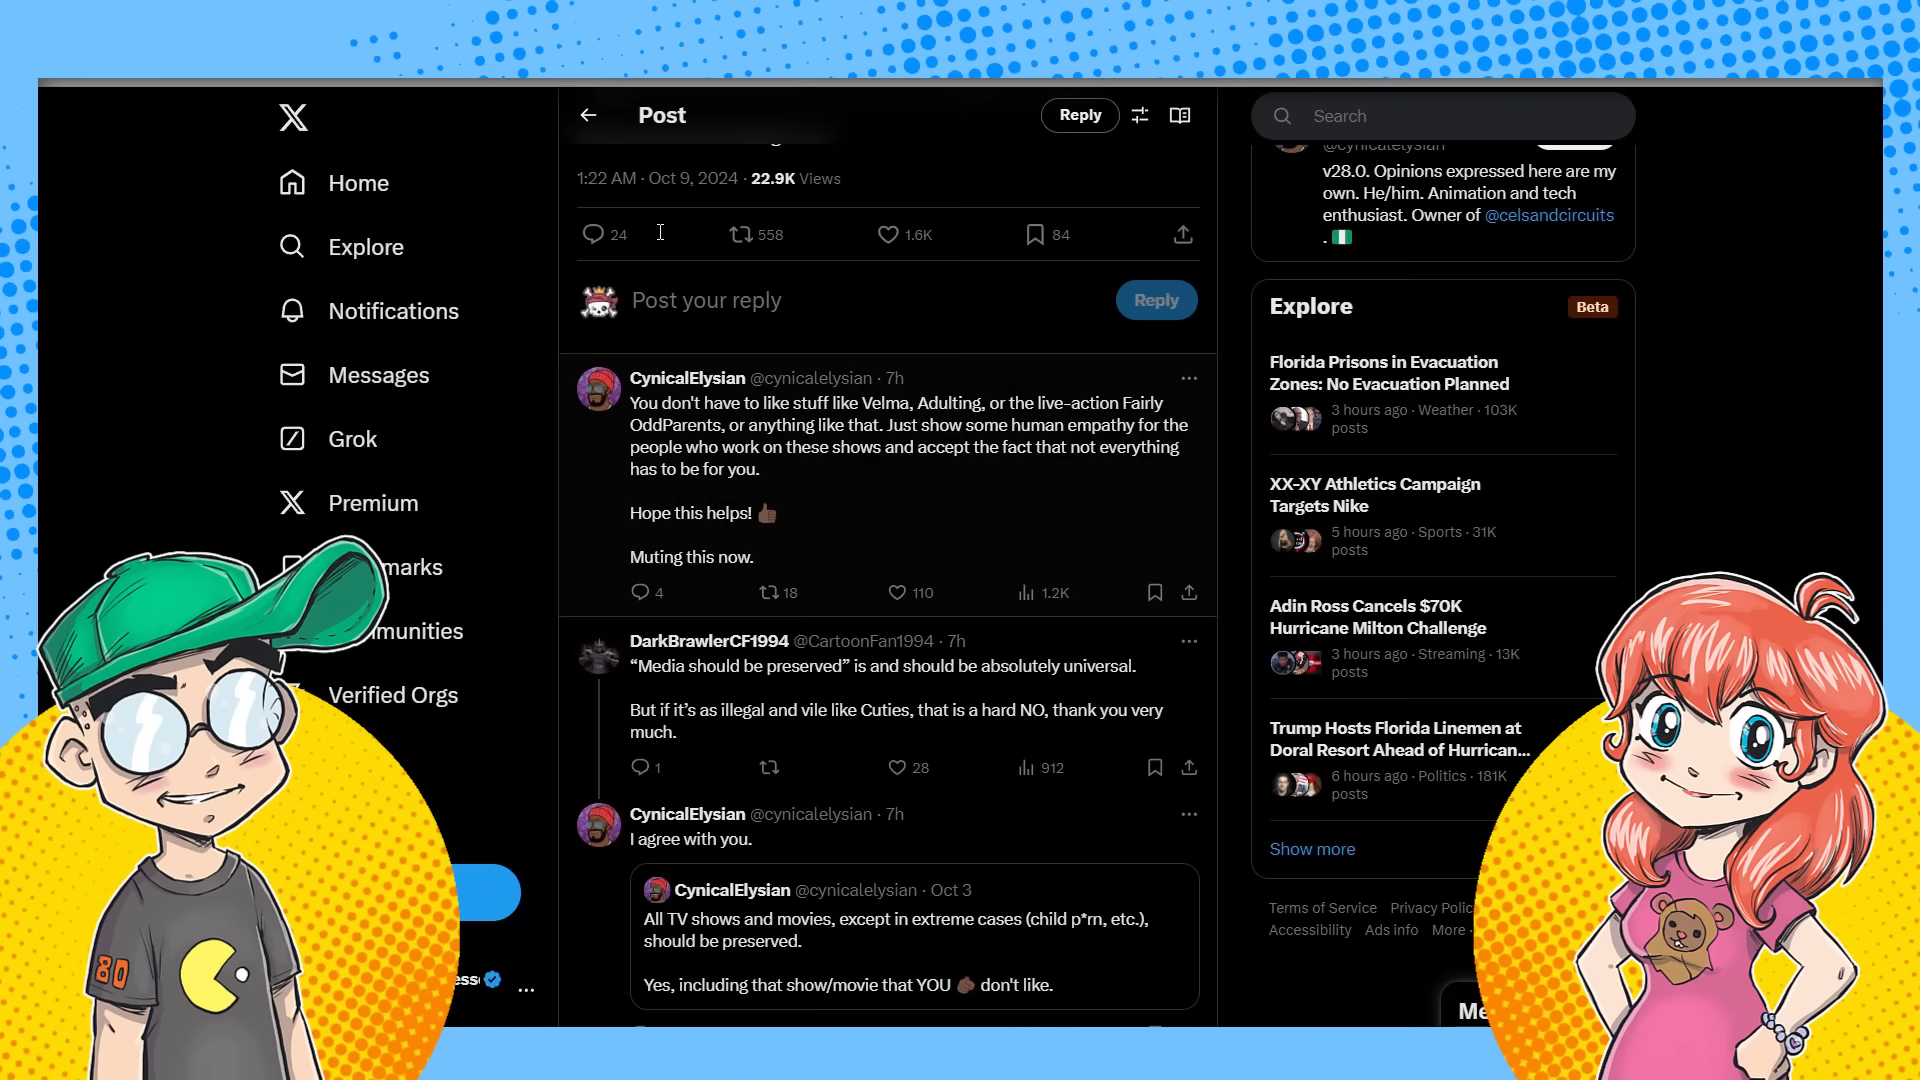 Home
Explore
Notifications
Messages
Grok
Premium
marks
munities
Verified Orgs
80
Post
Reply
1:22 AM · Oct 9, 2024 · 22.9K Views
24
558
1.6K
84
Post your reply
Reply
CynicalElysian @cynicalelysian · 7h
You don't have to like stuff like Velma, Adulting, or the live-action Fairly
OddParents, or anything like that. Just show some human empathy for the
people who work on these shows and accept the fact that not everything
has to be for you.
Hope this helps!
Muting this now.
4
18
110
1.2K
DarkBrawlerCF1994 @CartoonFan1994 · 7h
“Media should be preserved” is and should be absolutely universal.
But if it’s as illegal and vile like Cuties, that is a hard NO, thank you very
much.
1
28
912
CynicalElysian @cynicalelysian · 7h
I agree with you.
CynicalElysian @cynicalelysian · Oct 3
All TV shows and movies, except in extreme cases (child p*rn, etc.),
should be preserved.
Yes, including that show/movie that YOU don't like.
Search
@cynicalelysian
v28.0. Opinions expressed here are my
own. He/him. Animation and tech
enthusiast. Owner of @celsandcircuits
.
Explore
Beta
Florida Prisons in Evacuation
Zones: No Evacuation Planned
3 hours ago · Weather · 103K
posts
XX-XY Athletics Campaign
Targets Nike
5 hours ago · Sports · 31K
posts
Adin Ross Cancels $70K
Hurricane Milton Challenge
3 hours ago · Streaming · 13K
posts
Trump Hosts Florida Linemen at
Doral Resort Ahead of Hurrican...
6 hours ago · Politics · 181K
posts
Show more
Terms of Service Privacy Polic
Accessibility Ads info More